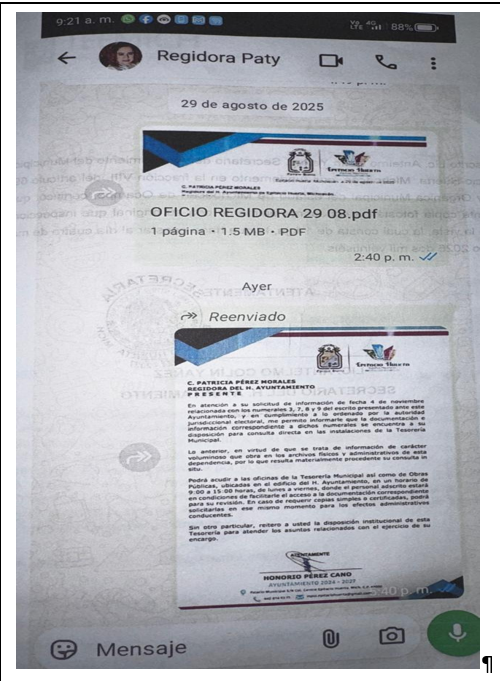 9:21 a. m.
88%
Regidora Paty
29 de agosto de 2025
Epitacio Huerta
C. PATRICIA PÉREZ MORALES
OFICIO REGIDORA 29 08.pdf
1 página • 1.5 MB • PDF
2:40 p. m.
Ayer
Reenviado
Epitacio Huerta
C. PATRICIA PÉREZ MORALES
REGIDORA DEL H. AYUNTAMIENTO
P R E S E N T E
En atención a su solicitud de información de fecha 4 de noviembre
relacionada con los numerales 3, 7, 8 y 9 del escrito presentado ante este
Ayuntamiento, y en cumplimiento a lo ordenado por la autoridad
jurisdiccional electoral, me permito informarle que la documentación e
información correspondiente a dichos numerales se encuentra a su
disposición para consulta directa en las instalaciones de la Tesorería
Municipal.
Lo anterior, en virtud de que se trata de información de carácter
voluminoso que obra en los archivos físicos y administrativos de esta
dependencia, por lo que resulta materialmente procedente su consulta in
situ.
Podrá acudir a las oficinas de la Tesorería Municipal así como de Obras
Públicas, ubicadas en el edificio del H. Ayuntamiento, en un horario de
9:00 a 15:00 horas, de lunes a viernes, donde el personal adscrito estará
en condiciones de facilitarle el acceso a la documentación correspondiente
para su revisión. En caso de requerir copias simples o certificadas, podrá
solicitarlas en ese mismo momento para los efectos administrativos
conducentes.
Sin otro particular, reitero a usted la disposición institucional de esta
Tesorería para atender los asuntos relacionados con el ejercicio de su
encargo.
ATENTAMENTE
HONORIO PÉREZ CANO
AYUNTAMIENTO 2024 - 2027
5:40 p. m.
Mensaje
¶